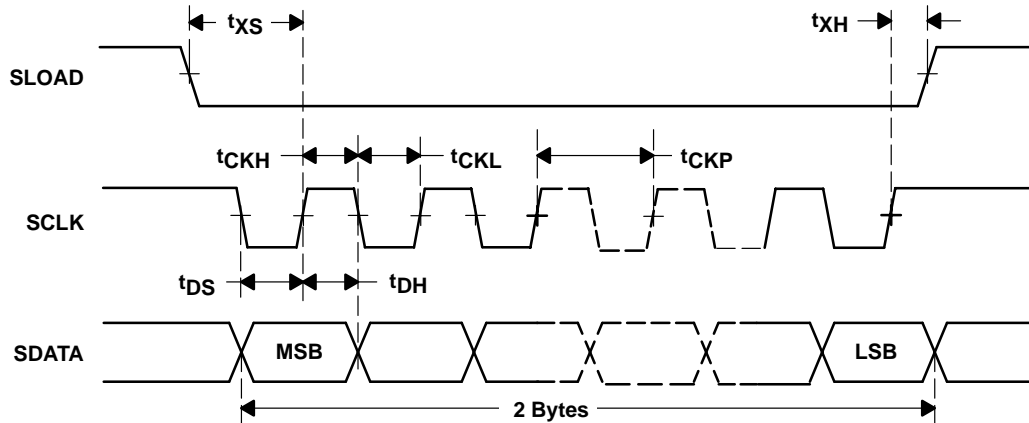 tXS
tXH
SLOAD
tCKH
tCKL
tCKP
SCLK
tDS
tDH
SDATA
MSB
LSB
2 Bytes